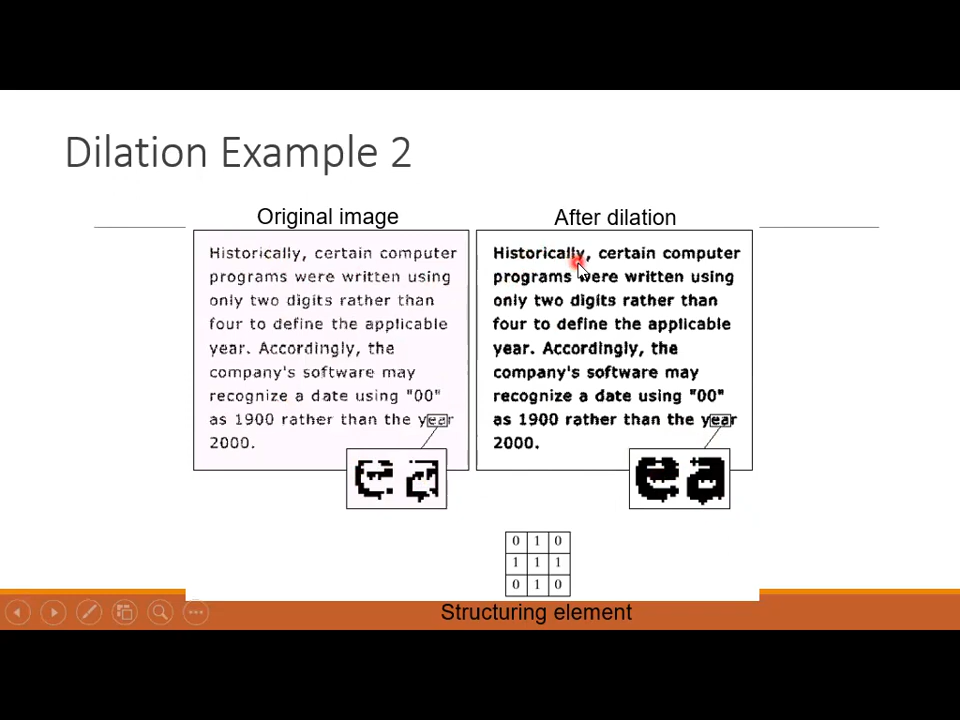 Dilation Example 2
Original image
Historically, certain computer
programs were written using
only two digits rather than
four to define the applicable
year. Accordingly, the
company's software may
recognize a date using "00"
as 1900 rather than the year
2000.
e a
After dilation
Historically, certain computer
programs were written using
only two digits rather than
four to define the applicable
year. Accordingly, the
company's software may
recognize a date using "00"
as 1900 rather than the year
2000.
ea
0 1 0
1 1 1
0 1 0
Structuring element